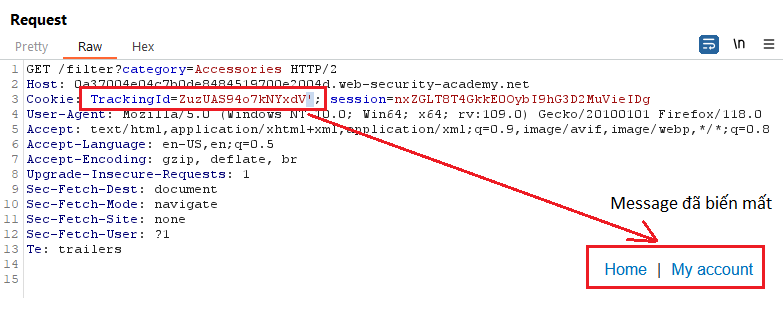 Request
Pretty Raw Hex \n
1 GET /filter?category=Accessories HTTP/2
2 Host: 0a37004e04c7b0de8484519700e2004d.web-security-academy.net
3 Cookie: TrackingId=ZuzUAS94o7kNYxdV'; session=nxZGLT8T4GkkEOOybI9hG3D2MuVieIDg
4 User-Agent: Mozilla/5.0 (Windows NT 10.0; Win64; x64; rv:109.0) Gecko/20100101 Firefox/118.0
5 Accept: text/html,application/xhtml+xml,application/xml;q=0.9,image/avif,image/webp,*/*;q=0.8
6 Accept-Language: en-US,en;q=0.5
7 Accept-Encoding: gzip, deflate, br
8 Upgrade-Insecure-Requests: 1
9 Sec-Fetch-Dest: document
10 Sec-Fetch-Mode: navigate
11 Sec-Fetch-Site: none
12 Sec-Fetch-User: ?1
13 Te: trailers
14
15
Message đã biến mất
Home | My account